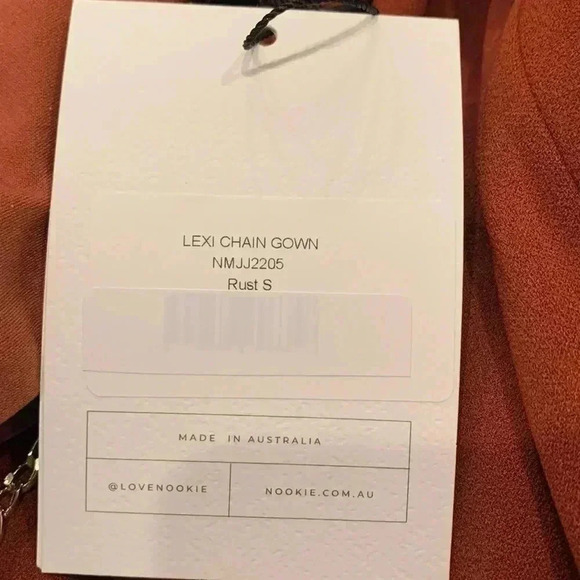 LEXI CHAIN GOWN
NMJJ2205
Rust S
MADE IN AUSTRALIA
@LOVENOOKIE
NOOKIE.COM.AU